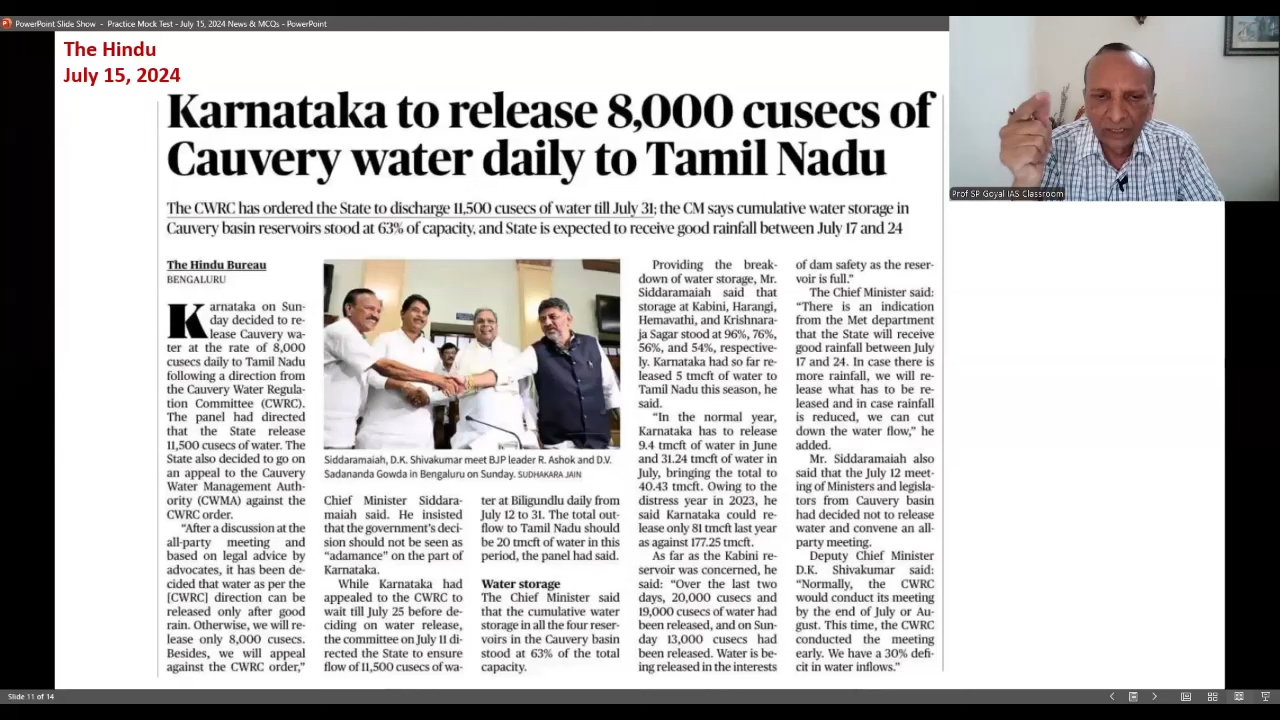 PowerPoint Slide Show - Practice Mock Test - July 15, 2024 News & MCQs - PowerPoint
The Hindu
July 15, 2024
Karnataka to release 8,000 cusecs of
Cauvery water daily to Tamil Nadu
The CWRC has ordered the State to discharge 11,500 cusecs of water till July 31; the CM says cumulative water storage in
Cauvery basin reservoirs stood at 63% of capacity, and State is expected to receive good rainfall between July 17 and 24
The Hindu Bureau
BENGALURU
Karnataka on Sun-
day decided to re-
lease Cauvery wa-
ter at the rate of 8,000
cusecs daily to Tamil Nadu
following a direction from
the Cauvery Water Regula-
tion Committee (CWRC).
The panel had directed
that the State release
11,500 cusecs of water. The
State also decided to go on
an appeal to the Cauvery
Water Management Auth-
ority (CWMA) against the
CWRC order.
“After a discussion at the
all-party meeting and
based on legal advice by
advocates, it has been de-
cided that water as per the
[CWRC] direction can be
released only after good
rain. Otherwise, we will re-
lease only 8,000 cusecs.
Besides, we will appeal
against the CWRC order,”
Siddaramaiah, D.K. Shivakumar meet BJP leader R. Ashok and D.V.
Sadananda Gowda in Bengaluru on Sunday. SUDHAKARA JAIN
Chief Minister Siddara-
maiah said. He insisted
that the government’s deci-
sion should not be seen as
“adamance” on the part of
Karnataka.
While Karnataka had
appealed to the CWRC to
wait till July 25 before de-
ciding on water release,
the committee on July 11 di-
rected the State to ensure
flow of 11,500 cusecs of wa-
ter at Biligundlu daily from
July 12 to 31. The total out-
flow to Tamil Nadu should
be 20 tmcft of water in this
period, the panel had said.
Water storage
The Chief Minister said
that the cumulative water
storage in all the four reser-
voirs in the Cauvery basin
stood at 63% of the total
capacity.
Providing the break-
down of water storage, Mr.
Siddaramaiah said that
storage at Kabini, Harangi,
Hemavathi, and Krishnara-
ja Sagar stood at 96%, 76%,
56%, and 54%, respective-
ly. Karnataka had so far re-
leased 5 tmcft of water to
Tamil Nadu this season, he
said.
“In the normal year,
Karnataka has to release
9.4 tmcft of water in June
and 31.24 tmcft of water in
July, bringing the total to
40.43 tmcft. Owing to the
distress year in 2023, he
said Karnataka could re-
lease only 81 tmcft last year
as against 177.25 tmcft.
As far as the Kabini re-
servoir was concerned, he
said: “Over the last two
days, 20,000 cusecs and
19,000 cusecs of water had
been released, and on Sun-
day 13,000 cusecs had
been released. Water is be-
ing released in the interests
of dam safety as the reser-
voir is full.”
The Chief Minister said:
“There is an indication
from the Met department
that the State will receive
good rainfall between July
17 and 24. In case there is
more rainfall, we will re-
lease what has to be re-
leased and in case rainfall
is reduced, we can cut
down the water flow,” he
added.
Mr. Siddaramaiah also
said that the July 12 meet-
ing of Ministers and legisla-
tors from Cauvery basin
had decided not to release
water and convene an all-
party meeting.
Deputy Chief Minister
D.K. Shivakumar said:
“Normally, the CWRC
would conduct its meeting
by the end of July or Au-
gust. This time, the CWRC
conducted the meeting
early. We have a 30% defi-
cit in water inflows.”
Prof SP Goyal IAS Classroom
Slide 11 of 14